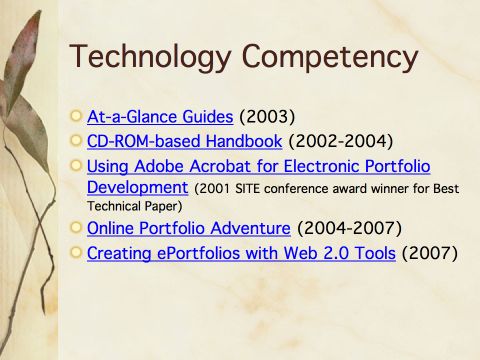 Technology Competency
At-a-Glance Guides (2003)
CD-ROM-based Handbook (2002-2004)
Using Adobe Acrobat for Electronic Portfolio
Development (2001 SITE conference award winner for Best
Technical Paper)
Online Portfolio Adventure (2004-2007)
Creating ePortfolios with Web 2.0 Tools (2007)